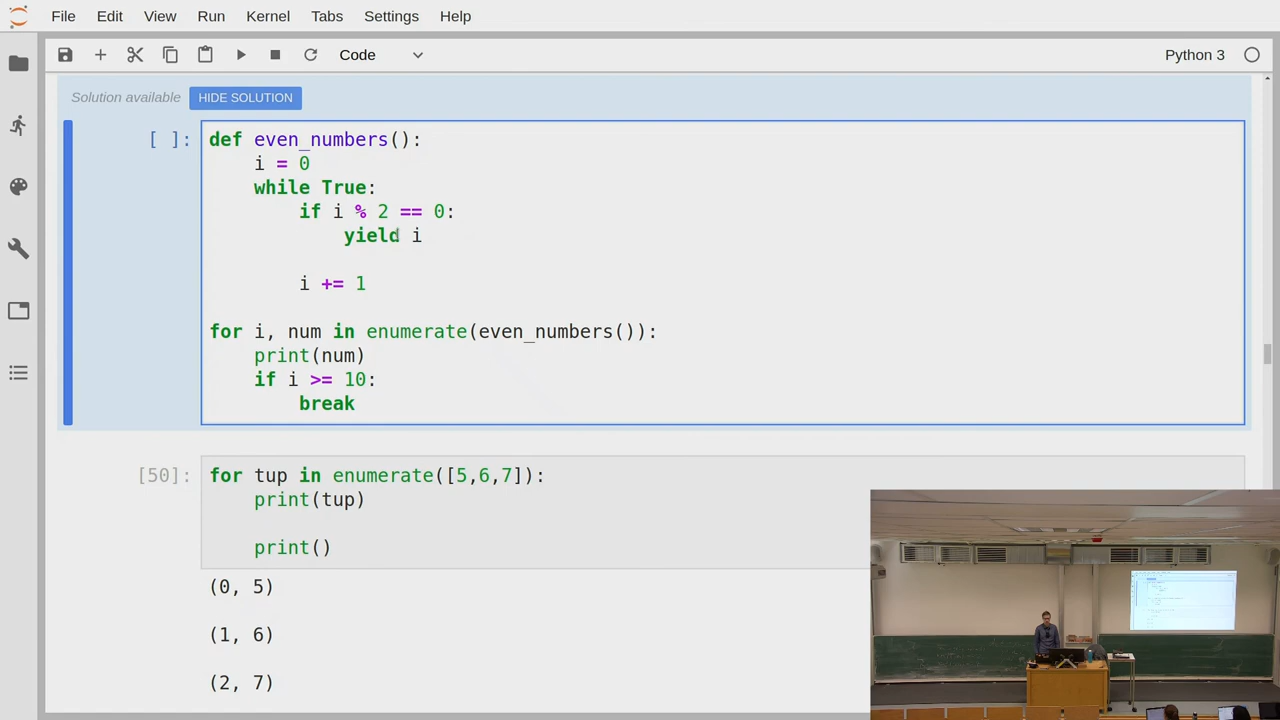 File Edit View Run Kernel Tabs Settings Help
Code Python 3
Solution available HIDE SOLUTION
[ ]: def even_numbers():
    i = 0
    while True:
        if i % 2 == 0:
            yield i
        i += 1
for i, num in enumerate(even_numbers()):
    print(num)
    if i >= 10:
        break
[50]: for tup in enumerate([5,6,7]):
    print(tup)
    print()
(0, 5)
(1, 6)
(2, 7)